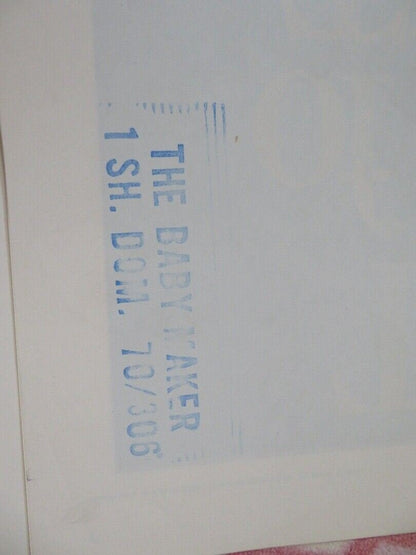 THE BABY MAKER
1 SH. DOM. 70/306